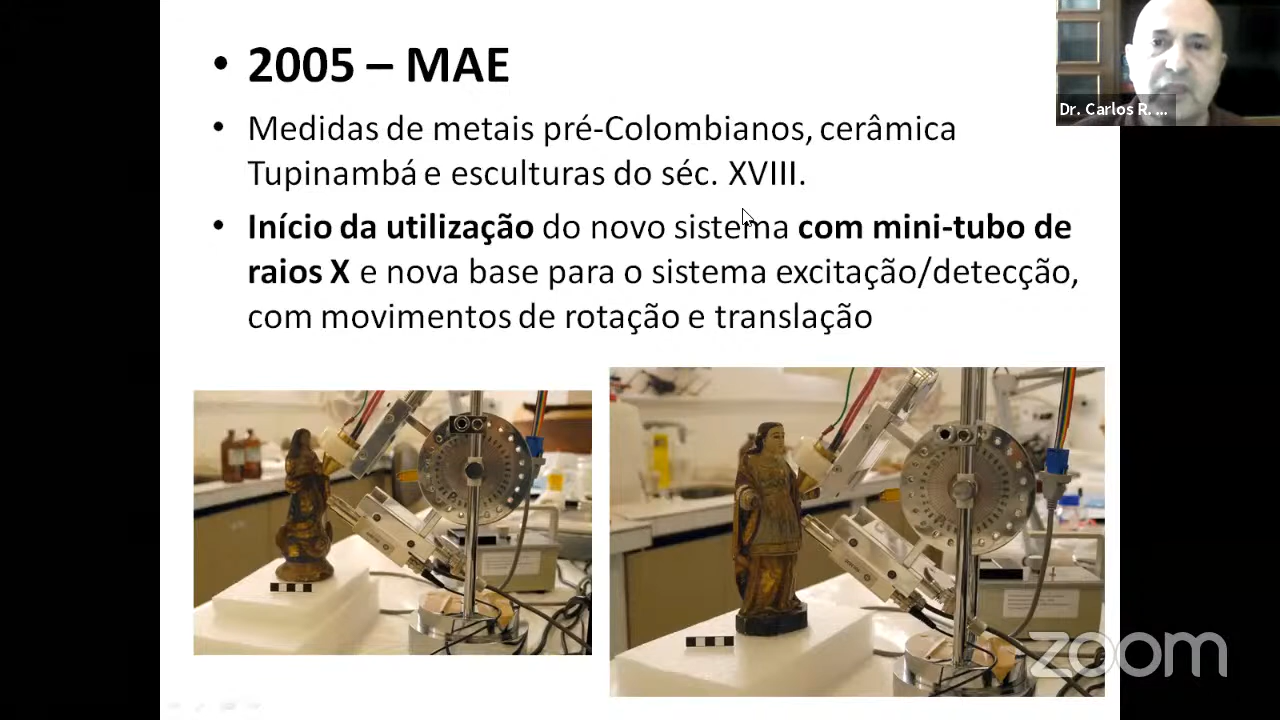 • 2005 – MAE
• Medidas de metais pré-Colombianos, cerâmica
Tupinambá e esculturas do séc. XVIII.
• Início da utilização do novo sistema com mini-tubo de
raios X e nova base para o sistema excitação/detecção,
com movimentos de rotação e translação
Dr. Carlos R. ...
zoom